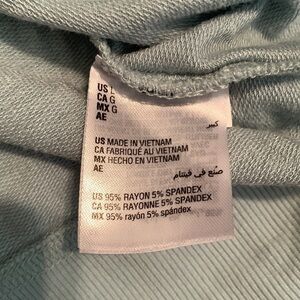 US L
CA G
MX G
AE
كبير
US MADE IN VIETNAM
CA FABRIQUÉ AU VIETNAM
MX HECHO EN VIETNAM
AE
صنع في فيتنام
US 95% RAYON 5% SPANDEX
CA 95% RAYONNE 5% SPANDEX
MX 95% rayón 5% spándex